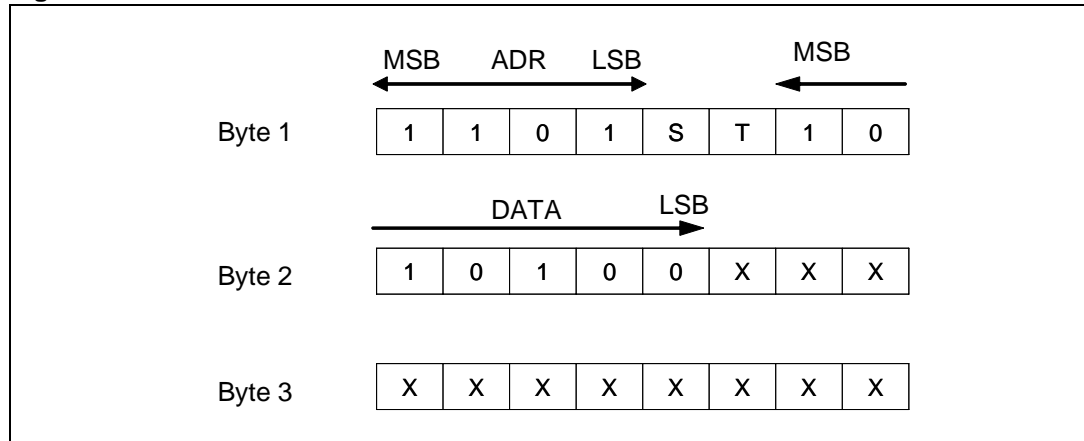 MSB ADR LSB MSB
Byte 1 1 1 0 1 S T 1 0
DATA LSB
Byte 2 1 0 1 0 0 X X X
Byte 3 X X X X X X X X